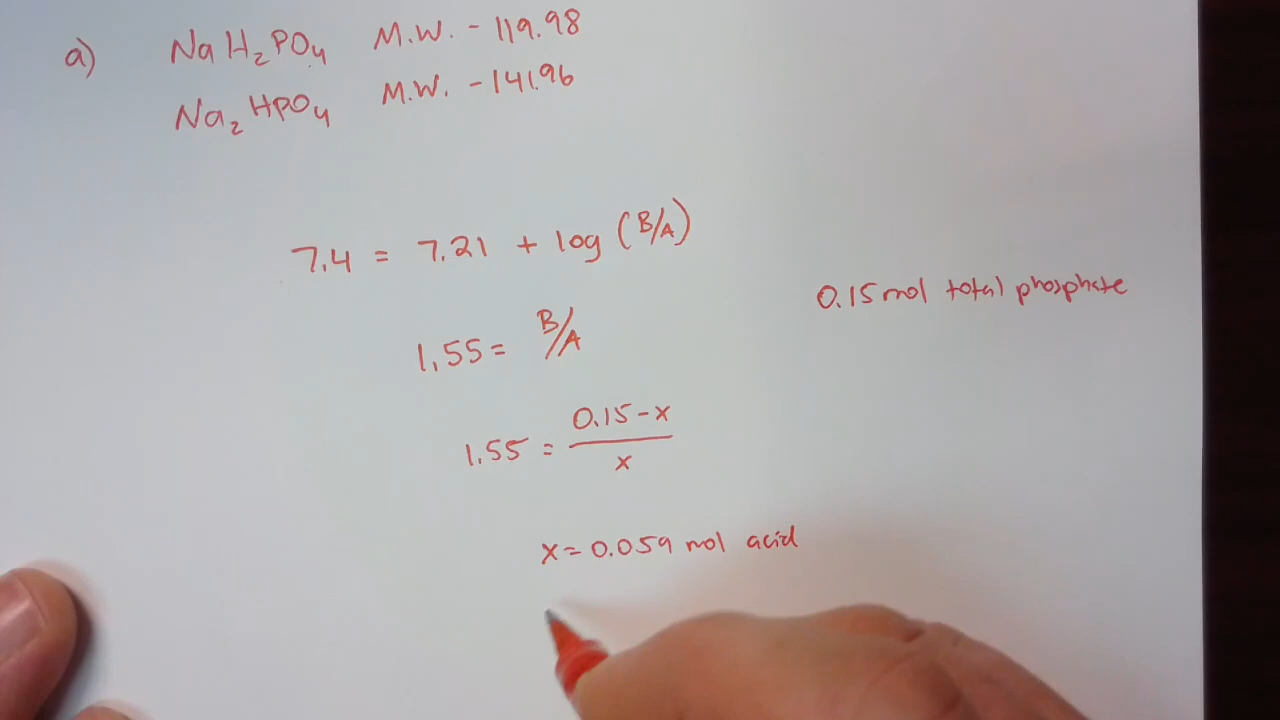 a) NaH₂PO₄ M.W. - 119.98
Na₂HPO₄ M.W. - 141.96
7.4 = 7.21 + log (B/A)
0.15 mol total phosphate
1.55 = B/A
1.55 = 0.15-x / x
x = 0.059 mol acid